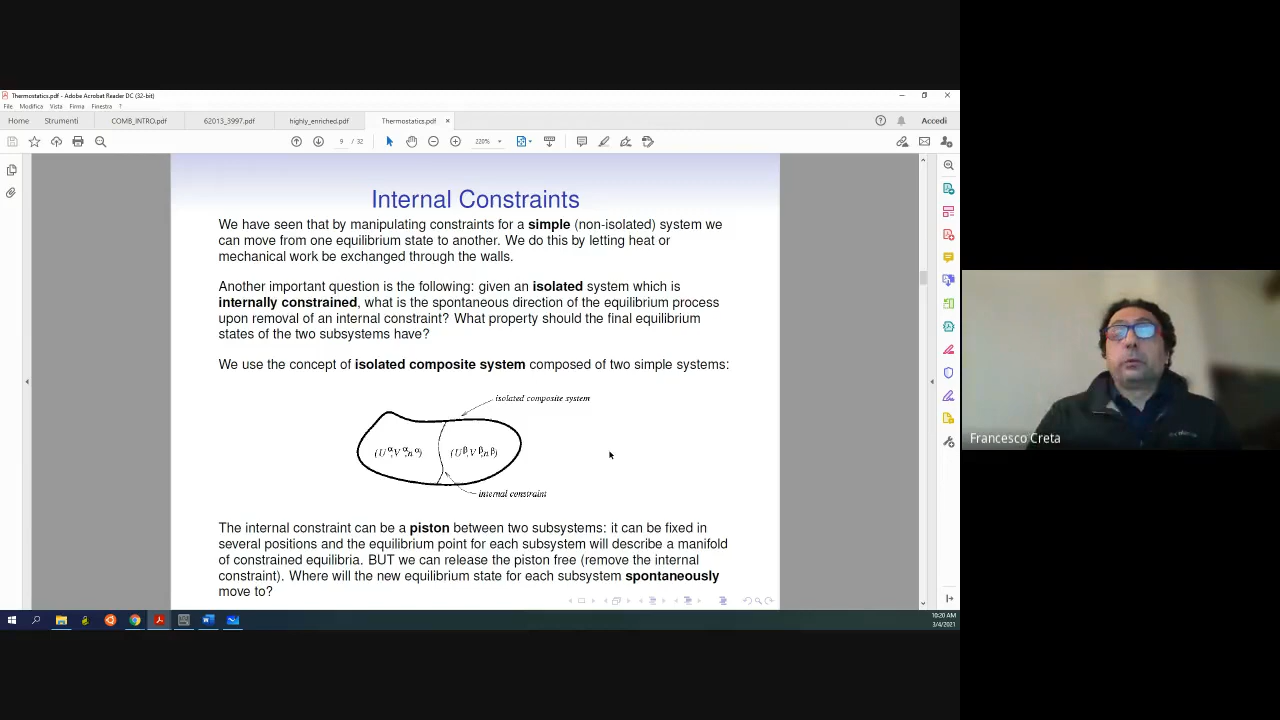 Thermostatics.pdf - Adobe Acrobat Reader DC (32-bit)
File Modifica Vista Firma Finestra ?
Home Strumenti COMB_INTRO.pdf 62013_3997.pdf highly_enriched.pdf Thermostatics.pdf × Accedi
9 / 32 220%
Internal Constraints
We have seen that by manipulating constraints for a simple (non-isolated) system we
can move from one equilibrium state to another. We do this by letting heat or
mechanical work be exchanged through the walls.
Another important question is the following: given an isolated system which is
internally constrained, what is the spontaneous direction of the equilibrium process
upon removal of an internal constraint? What property should the final equilibrium
states of the two subsystems have?
We use the concept of isolated composite system composed of two simple systems:
isolated composite system
(U^α, V^α, n^α) (U^β, V^β, n^β)
internal constraint
The internal constraint can be a piston between two subsystems: it can be fixed in
several positions and the equilibrium point for each subsystem will describe a manifold
of constrained equilibria. BUT we can release the piston free (remove the internal
constraint). Where will the new equilibrium state for each subsystem spontaneously
move to?
10:20 AM
3/4/2021
Francesco Creta